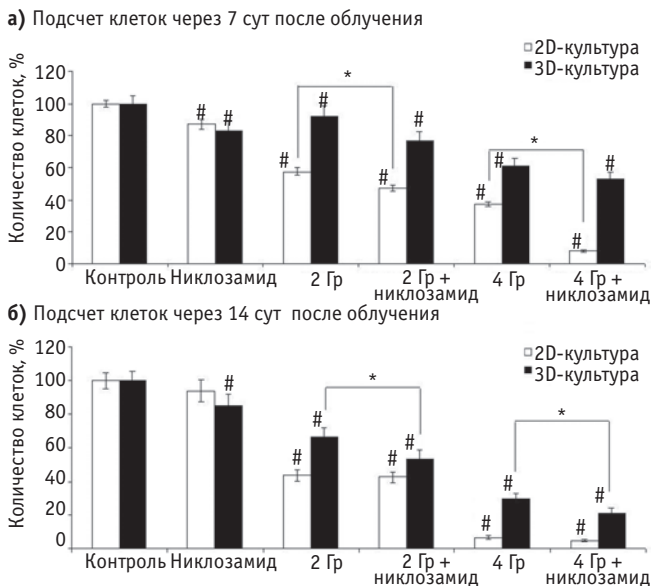 а) Подсчет клеток через 7 сут после облучения
2D-культура
3D-культура
Количество клеток, %
120
100
80
60
40
20
0
*
*
# # # # # # # # # #
Контроль Никлозамид 2 Гр 2 Гр + 4 Гр 4 Гр +
никлозамид никлозамид
б) Подсчет клеток через 14 сут после облучения
2D-культура
3D-культура
Количество клеток, %
120
100
80
60
40
20
0
*
*
# # # # # # # # #
Контроль Никлозамид 2 Гр 2 Гр + 4 Гр 4 Гр +
никлозамид никлозамид